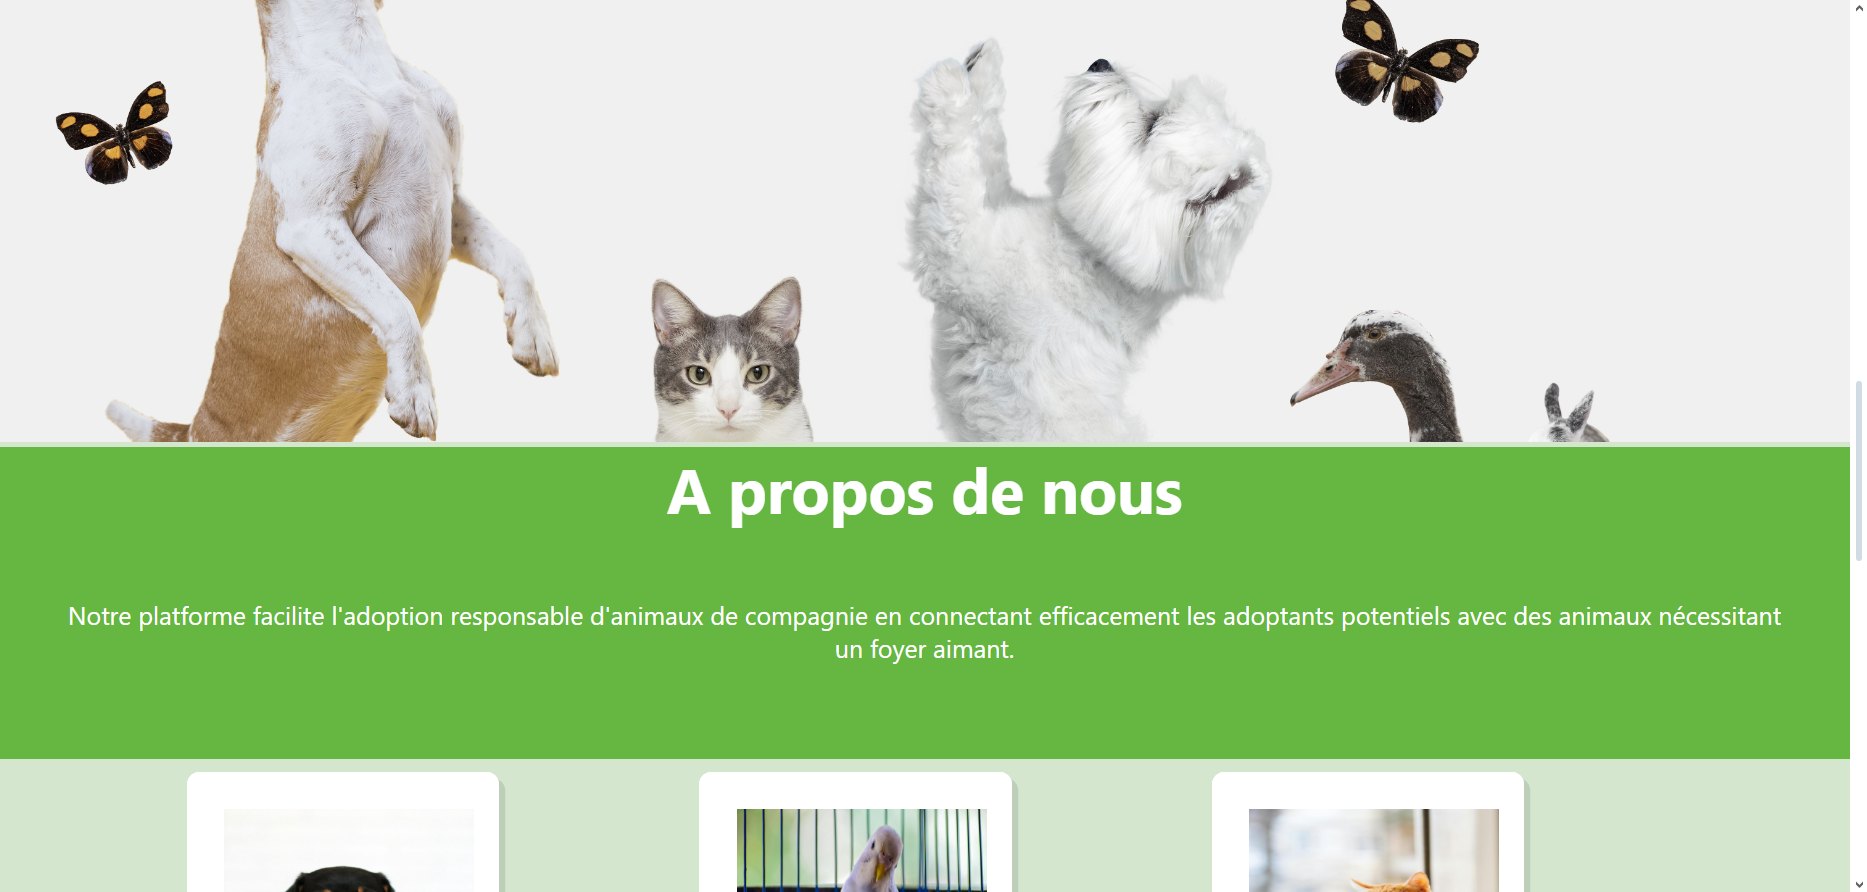 A propos de nous
Notre platforme facilite l'adoption responsable d'animaux de compagnie en connectant efficacement les adoptants potentiels avec des animaux nécessitant
un foyer aimant.